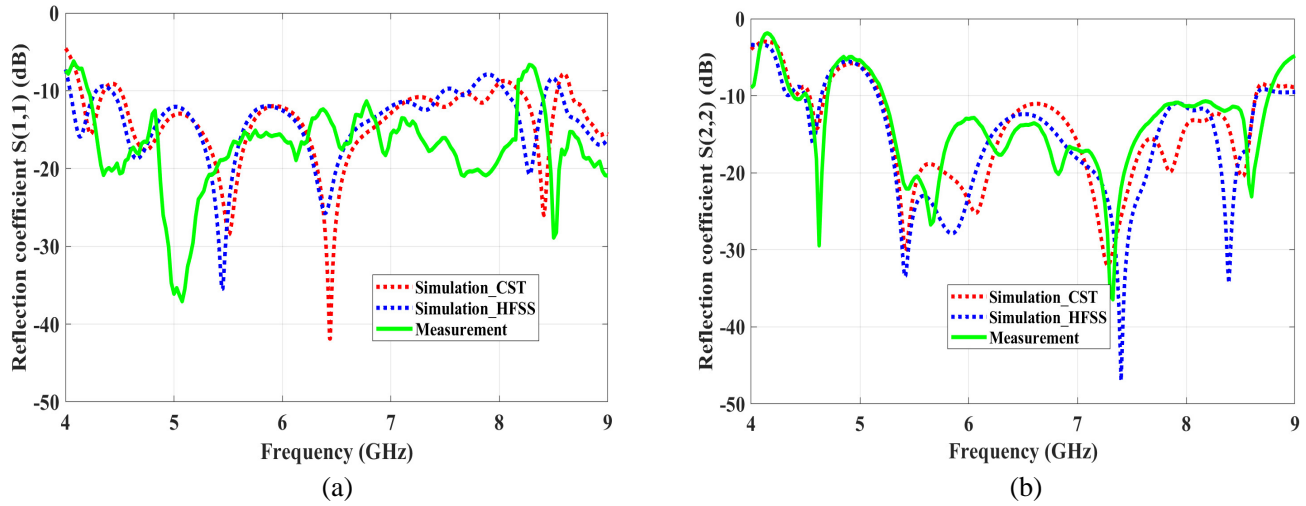 Reflection coefficient S(1,1) (dB)
0
-10
-20
-30
-40
-50
Simulation_CST
Simulation_HFSS
Measurement
4 5 6 7 8 9
Frequency (GHz)
(a)
Reflection coefficient S(2,2) (dB)
0
-10
-20
-30
-40
-50
Simulation_CST
Simulation_HFSS
Measurement
4 5 6 7 8 9
Frequency (GHz)
(b)